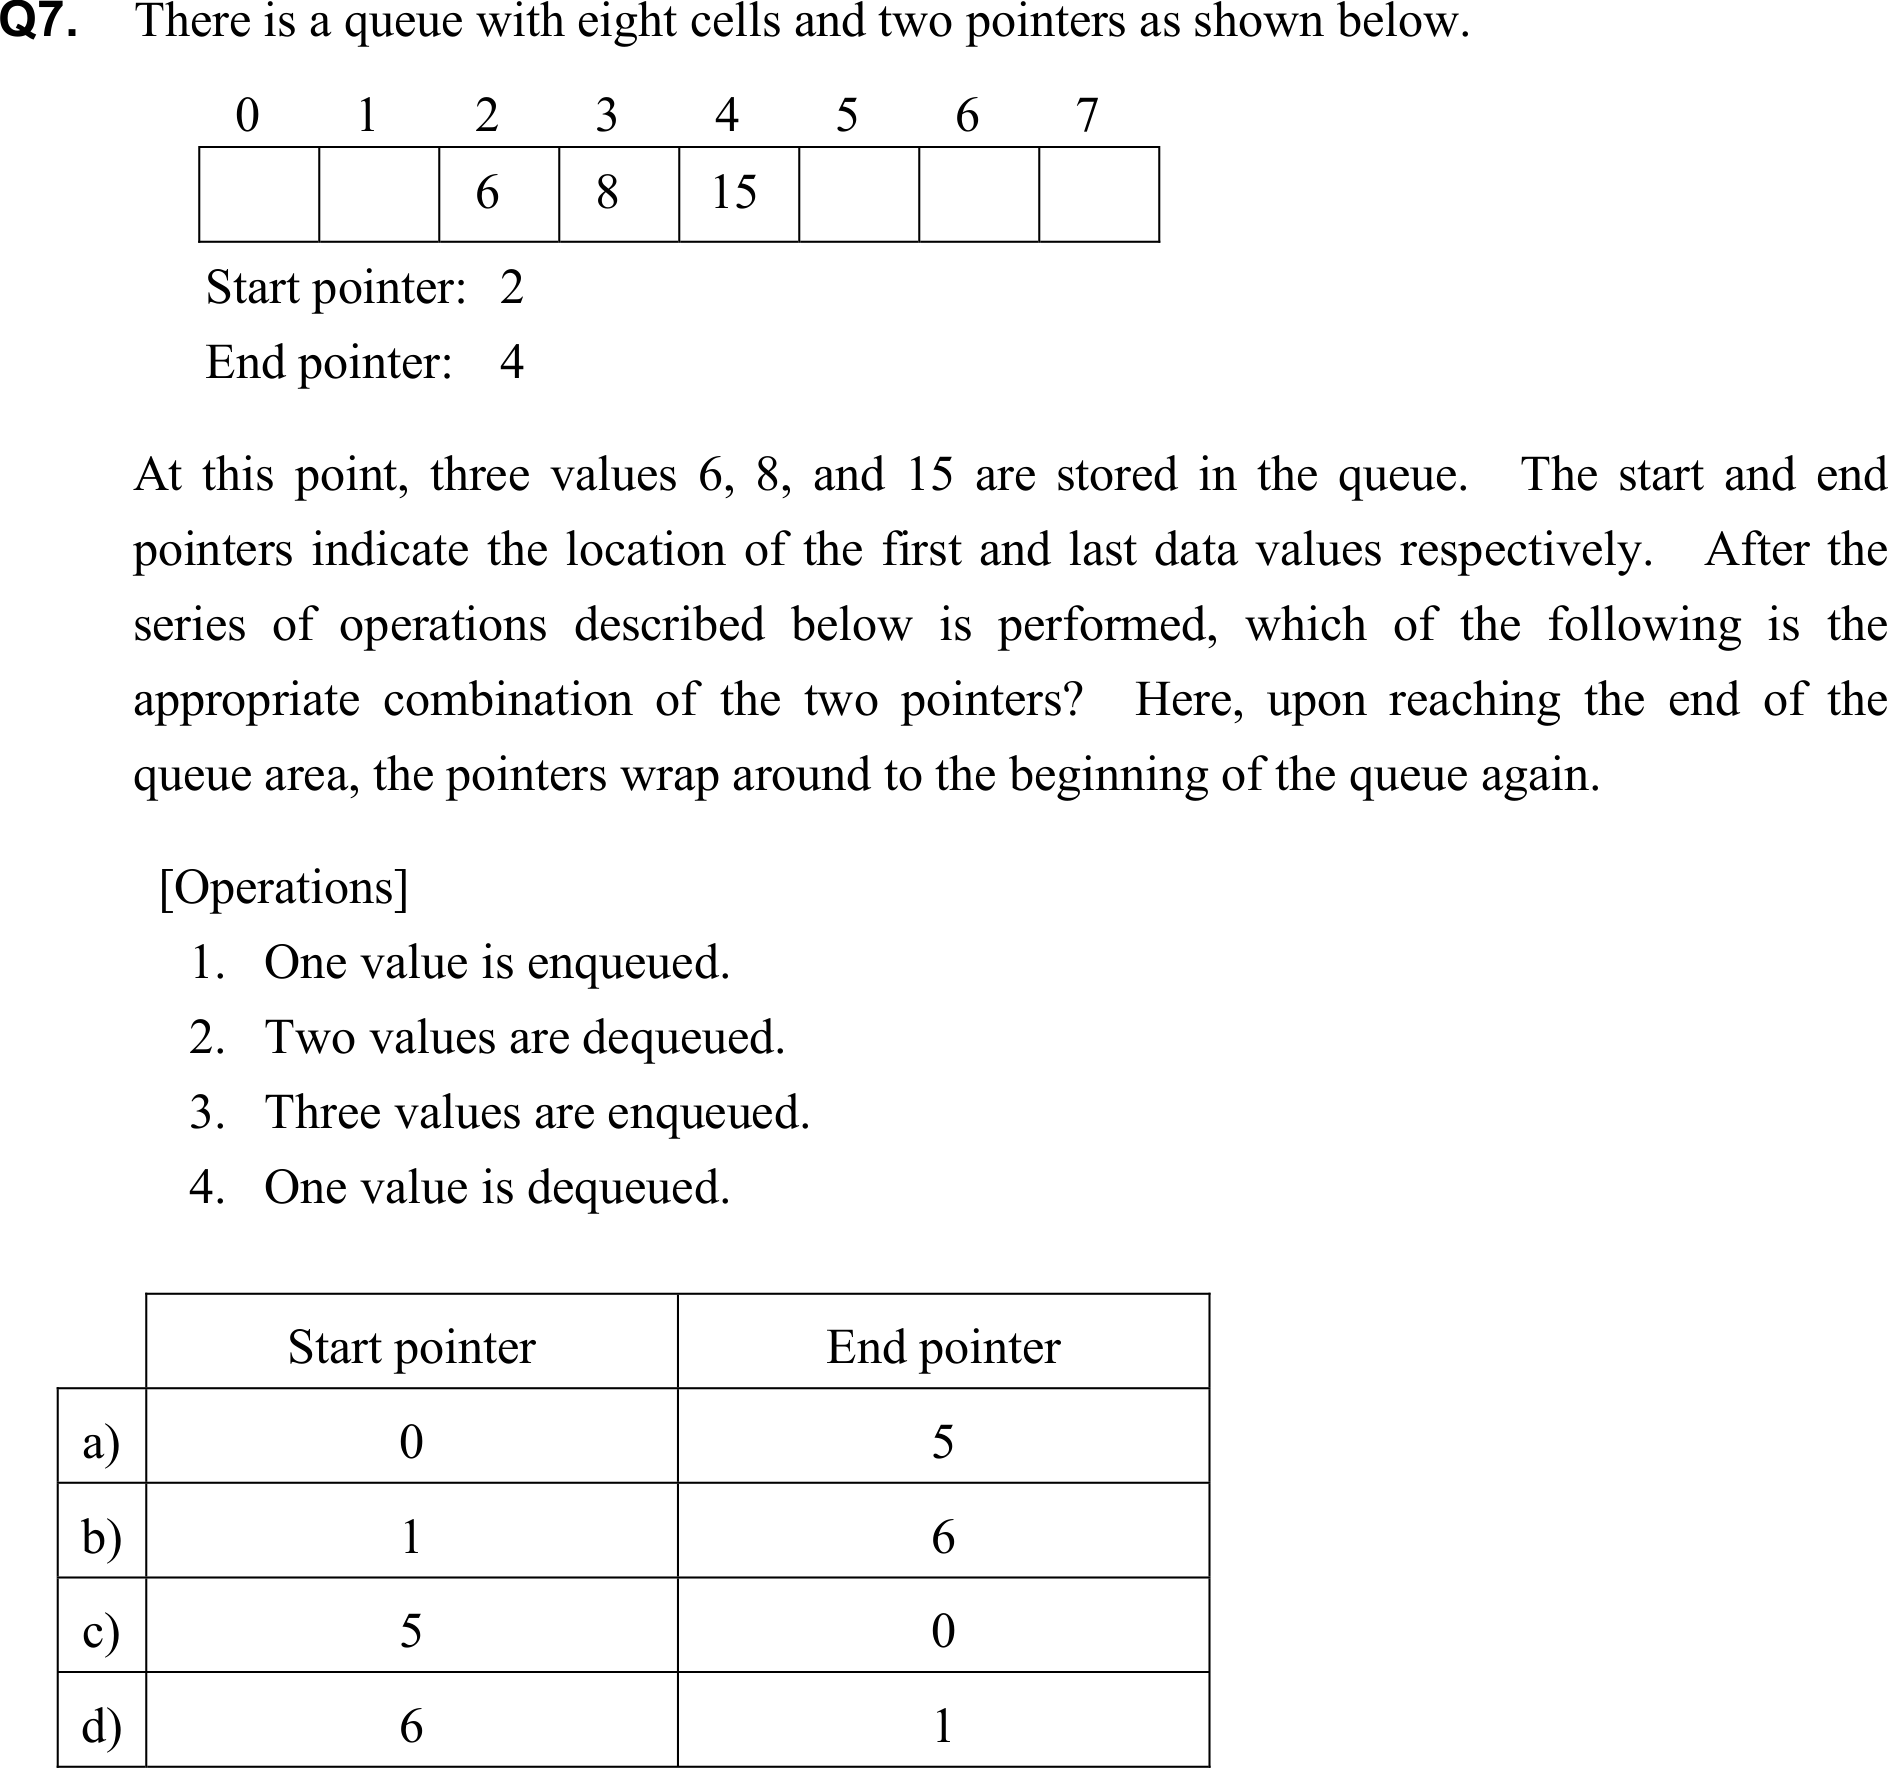 Q7. There is a queue with eight cells and two pointers as shown below.
0 1 2 3 4 5 6 7
6 8 15
Start pointer: 2
End pointer: 4
At this point, three values 6, 8, and 15 are stored in the queue. The start and end
pointers indicate the location of the first and last data values respectively. After the
series of operations described below is performed, which of the following is the
appropriate combination of the two pointers? Here, upon reaching the end of the
queue area, the pointers wrap around to the beginning of the queue again.
[Operations]
1. One value is enqueued.
2. Two values are dequeued.
3. Three values are enqueued.
4. One value is dequeued.
Start pointer End pointer
a) 0 5
b) 1 6
c) 5 0
d) 6 1